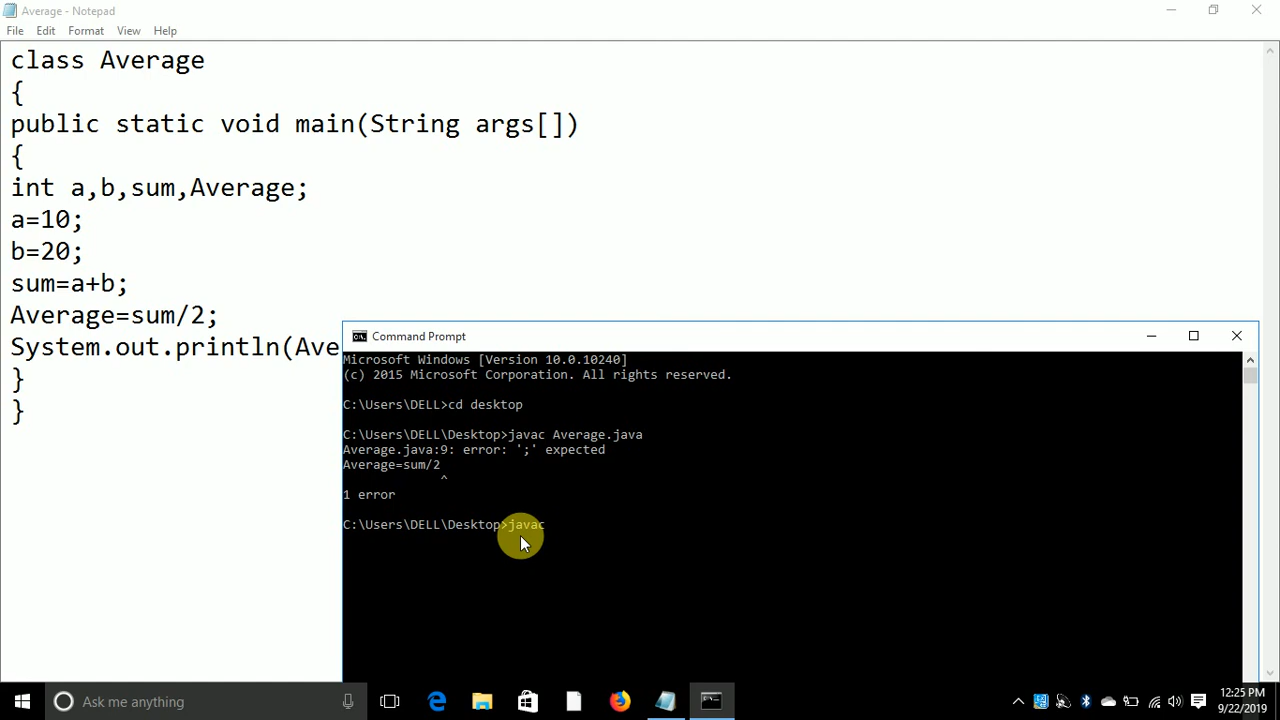 Average - Notepad
File Edit Format View Help
class Average
{
public static void main(String args[])
{
int a,b,sum,Average;
a=10;
b=20;
sum=a+b;
Average=sum/2;
System.out.println(Ave
}
}
Command Prompt
Microsoft Windows [Version 10.0.10240]
(c) 2015 Microsoft Corporation. All rights reserved.
C:\Users\DELL>cd desktop
C:\Users\DELL\Desktop>javac Average.java
Average.java:9: error: ';' expected
Average=sum/2
^
1 error
C:\Users\DELL\Desktop>javac
Ask me anything
12:25 PM
9/22/2019